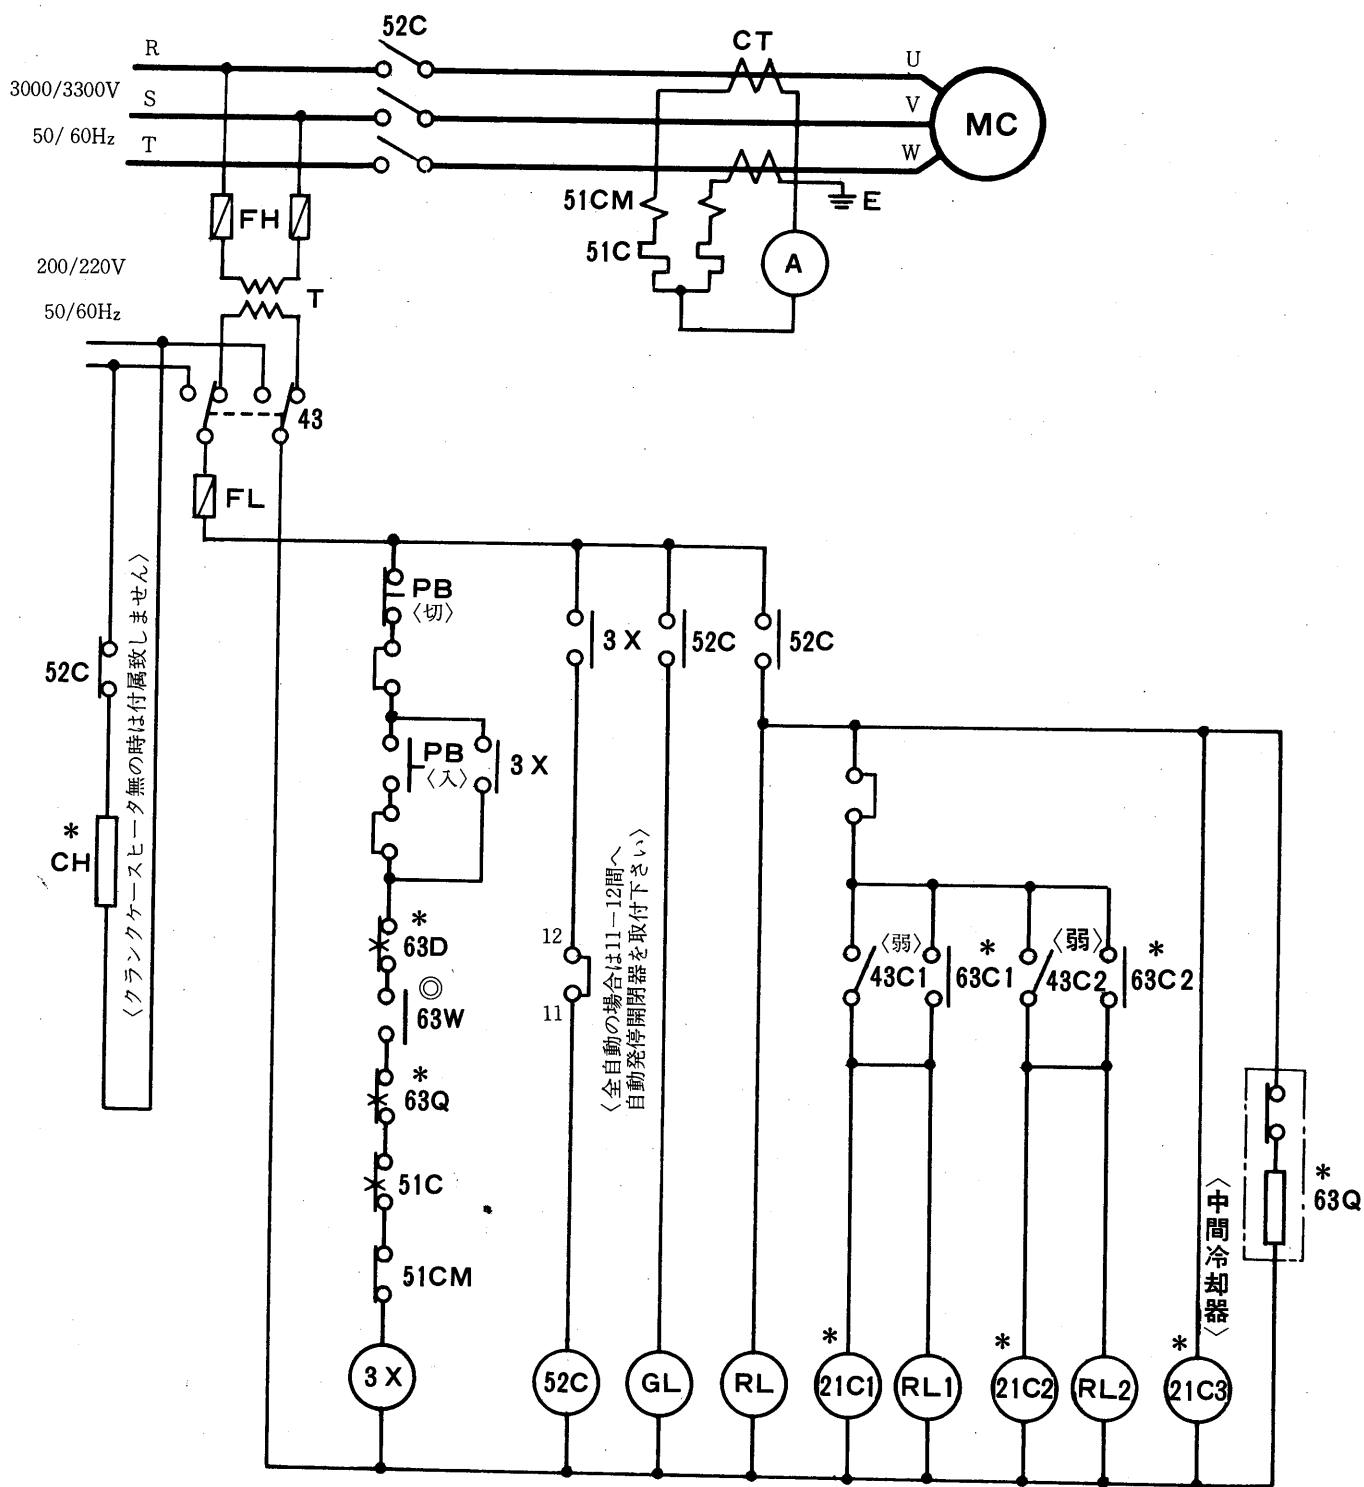 52C
CT
R
U
3000/3300V
S
V
MC
50/60Hz
T
W
51CM
E
FH
51C
A
200/220V
T
50/60Hz
43
FL
PB
〈切〉
3X
52C
52C
52C
〈クランクケースヒータ無の時は付属致しません〉
PB
〈入〉
3X
*
CH
〈全自動の場合は11-12間へ
自動発停開閉器を取付下さい〉
*
63D
12
〈弱〉
43C1
*
63C1
〈弱〉
43C2
*
63C2
◎
63W
11
*
63Q
51C
*
63Q
〈中間冷却器〉
51CM
3X
52C
GL
RL
*
21C1
RL1
*
21C2
RL2
*
21C3